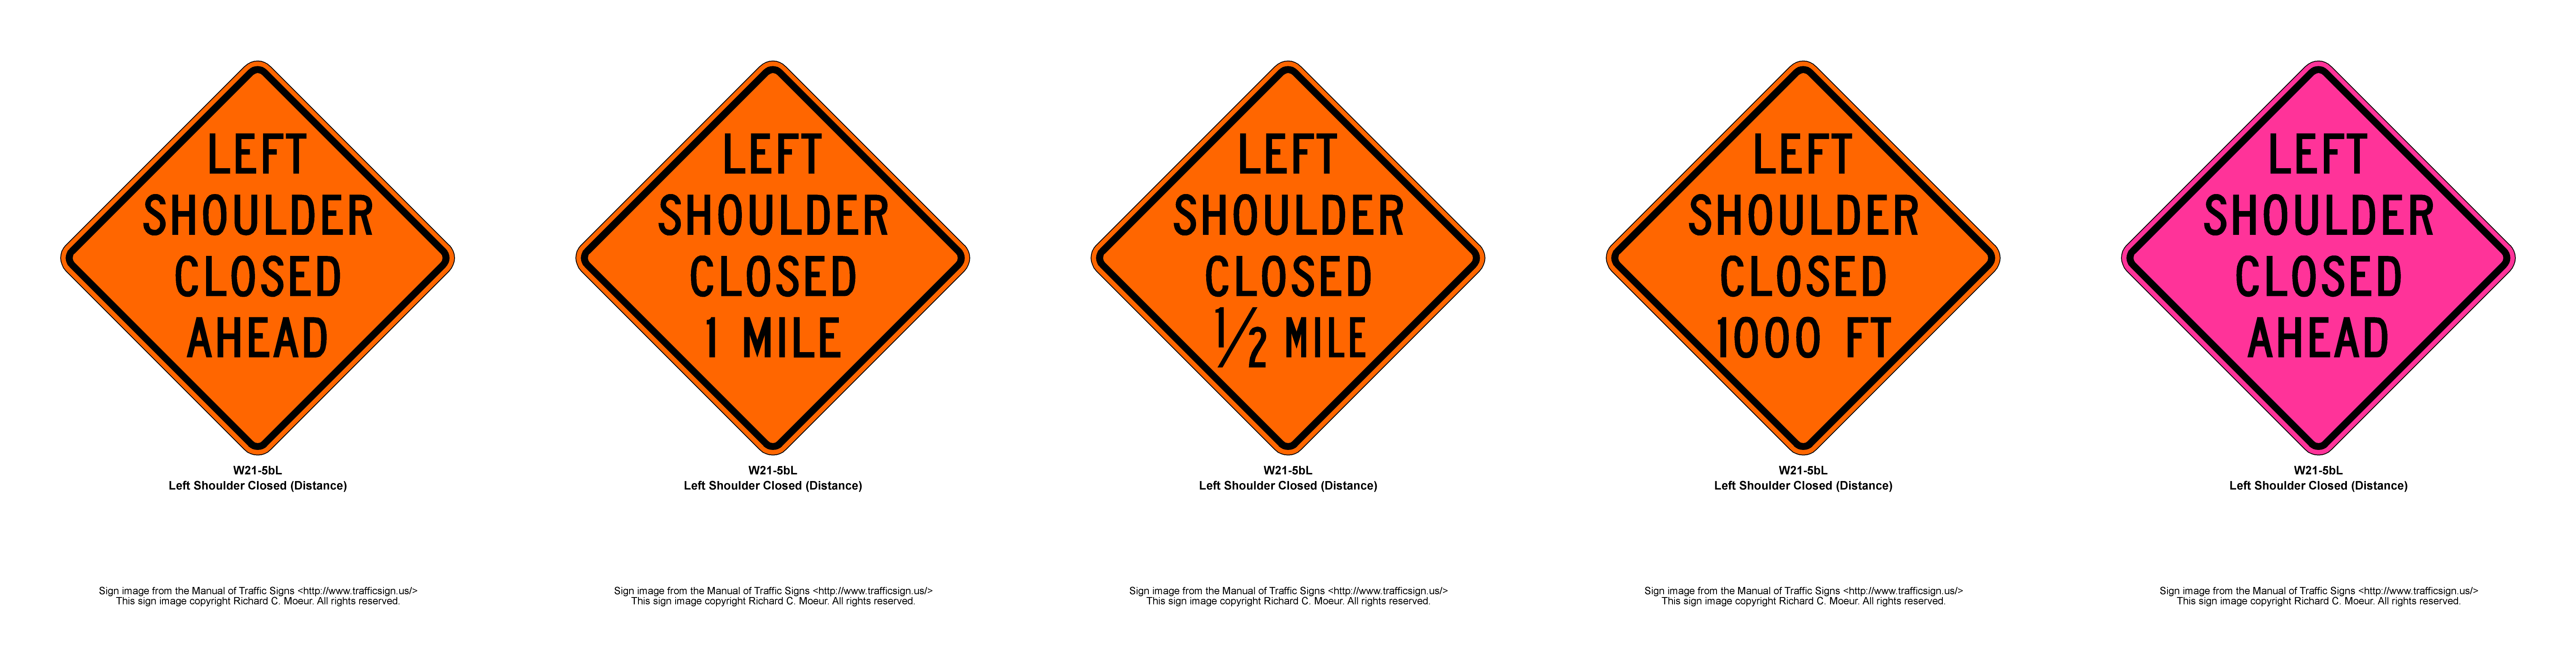 LEFT
SHOULDER
CLOSED
AHEAD
W21-5bL
Left Shoulder Closed (Distance)
Sign image from the Manual of Traffic Signs <http://www.trafficsign.us/>
This sign image copyright Richard C. Moeur. All rights reserved.
LEFT
SHOULDER
CLOSED
1 MILE
W21-5bL
Left Shoulder Closed (Distance)
Sign image from the Manual of Traffic Signs <http://www.trafficsign.us/>
This sign image copyright Richard C. Moeur. All rights reserved.
LEFT
SHOULDER
CLOSED
1/2 MILE
W21-5bL
Left Shoulder Closed (Distance)
Sign image from the Manual of Traffic Signs <http://www.trafficsign.us/>
This sign image copyright Richard C. Moeur. All rights reserved.
LEFT
SHOULDER
CLOSED
1000 FT
W21-5bL
Left Shoulder Closed (Distance)
Sign image from the Manual of Traffic Signs <http://www.trafficsign.us/>
This sign image copyright Richard C. Moeur. All rights reserved.
LEFT
SHOULDER
CLOSED
AHEAD
W21-5bL
Left Shoulder Closed (Distance)
Sign image from the Manual of Traffic Signs <http://www.trafficsign.us/>
This sign image copyright Richard C. Moeur. All rights reserved.